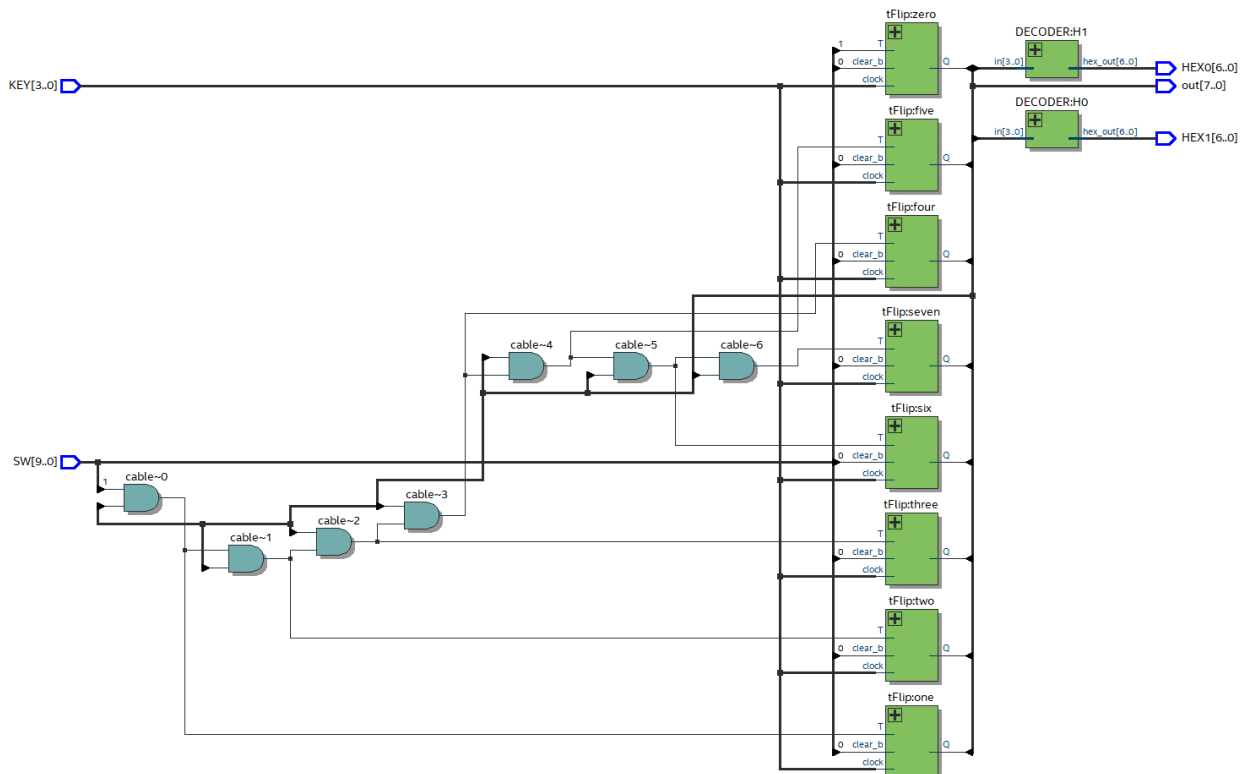 tFlip:zero
1
T
0
clear_b
clock
Q
DECODER:H1
in[3..0]
hex_out[6..0]
HEX0[6..0]
KEY[3..0]
out[7..0]
DECODER:H0
in[3..0]
hex_out[6..0]
HEX1[6..0]
tFlip:five
T
0
clear_b
clock
Q
tFlip:four
T
0
clear_b
clock
Q
tFlip:seven
T
0
clear_b
clock
Q
cable~4
cable~5
cable~6
tFlip:six
T
0
clear_b
clock
Q
SW[9..0]
cable~0
1
cable~3
cable~2
cable~1
tFlip:three
T
0
clear_b
clock
Q
tFlip:two
T
0
clear_b
clock
Q
tFlip:one
T
0
clear_b
clock
Q